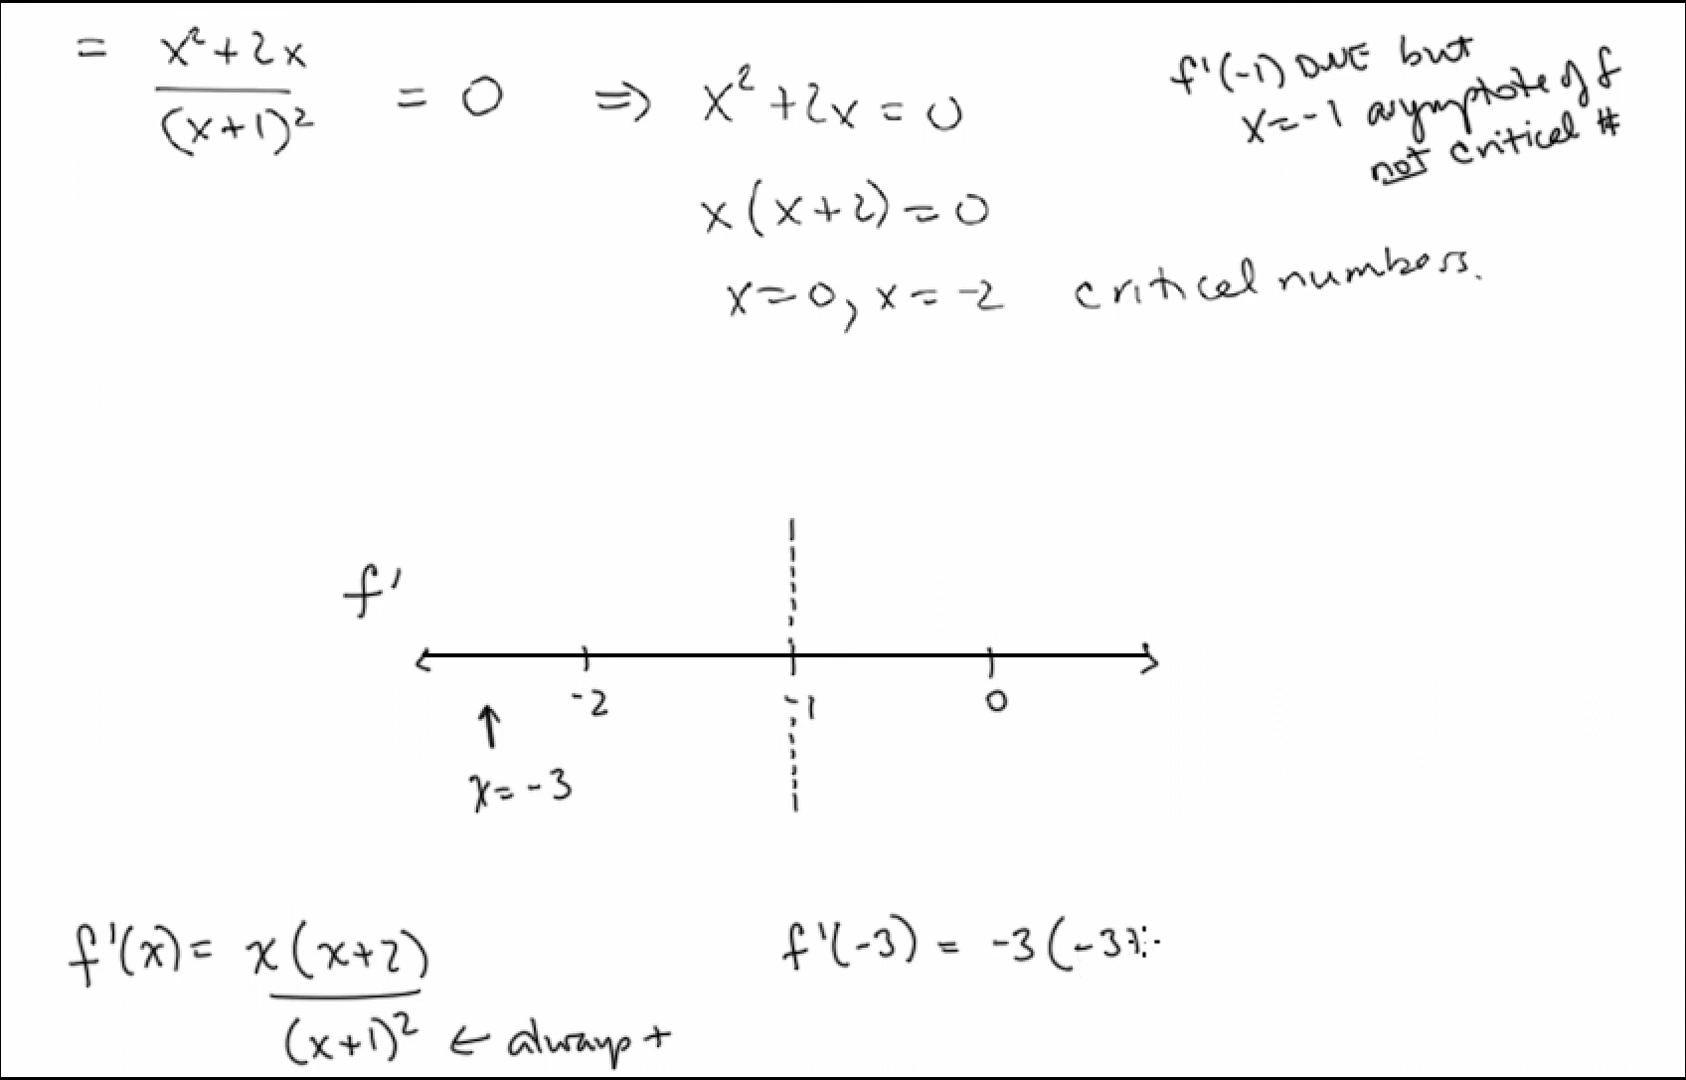 = x²+2x / (x+1)² = 0 ⇒ x²+2x = 0
f'(-1) DNE but
x=-1 asymptote of f
not critical #
x(x+2)=0
x=0, x=-2 critical numbers.
f'
-2 -1 0
↑
x=-3
f'(x)= x(x+2) / (x+1)² ← always +
f'(-3) = -3(-3